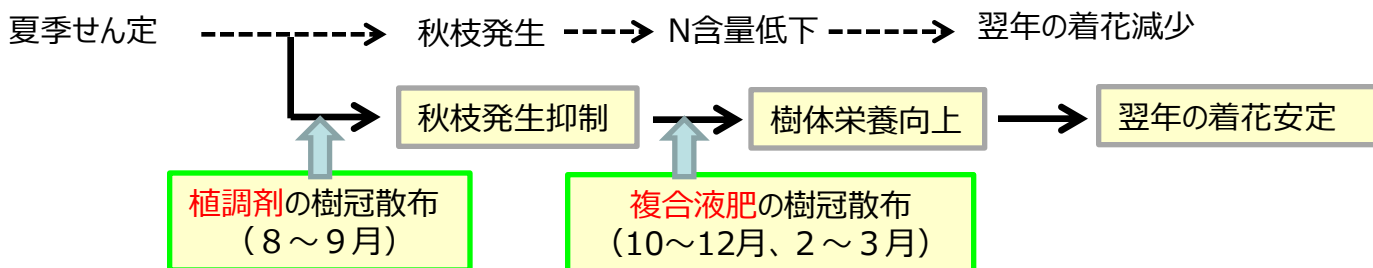 夏季せん定
秋枝発生
N含量低下
翌年の着花減少
秋枝発生抑制
樹体栄養向上
翌年の着花安定
植調剤の樹冠散布
(8～9月)
複合液肥の樹冠散布
(10～12月、2～3月)